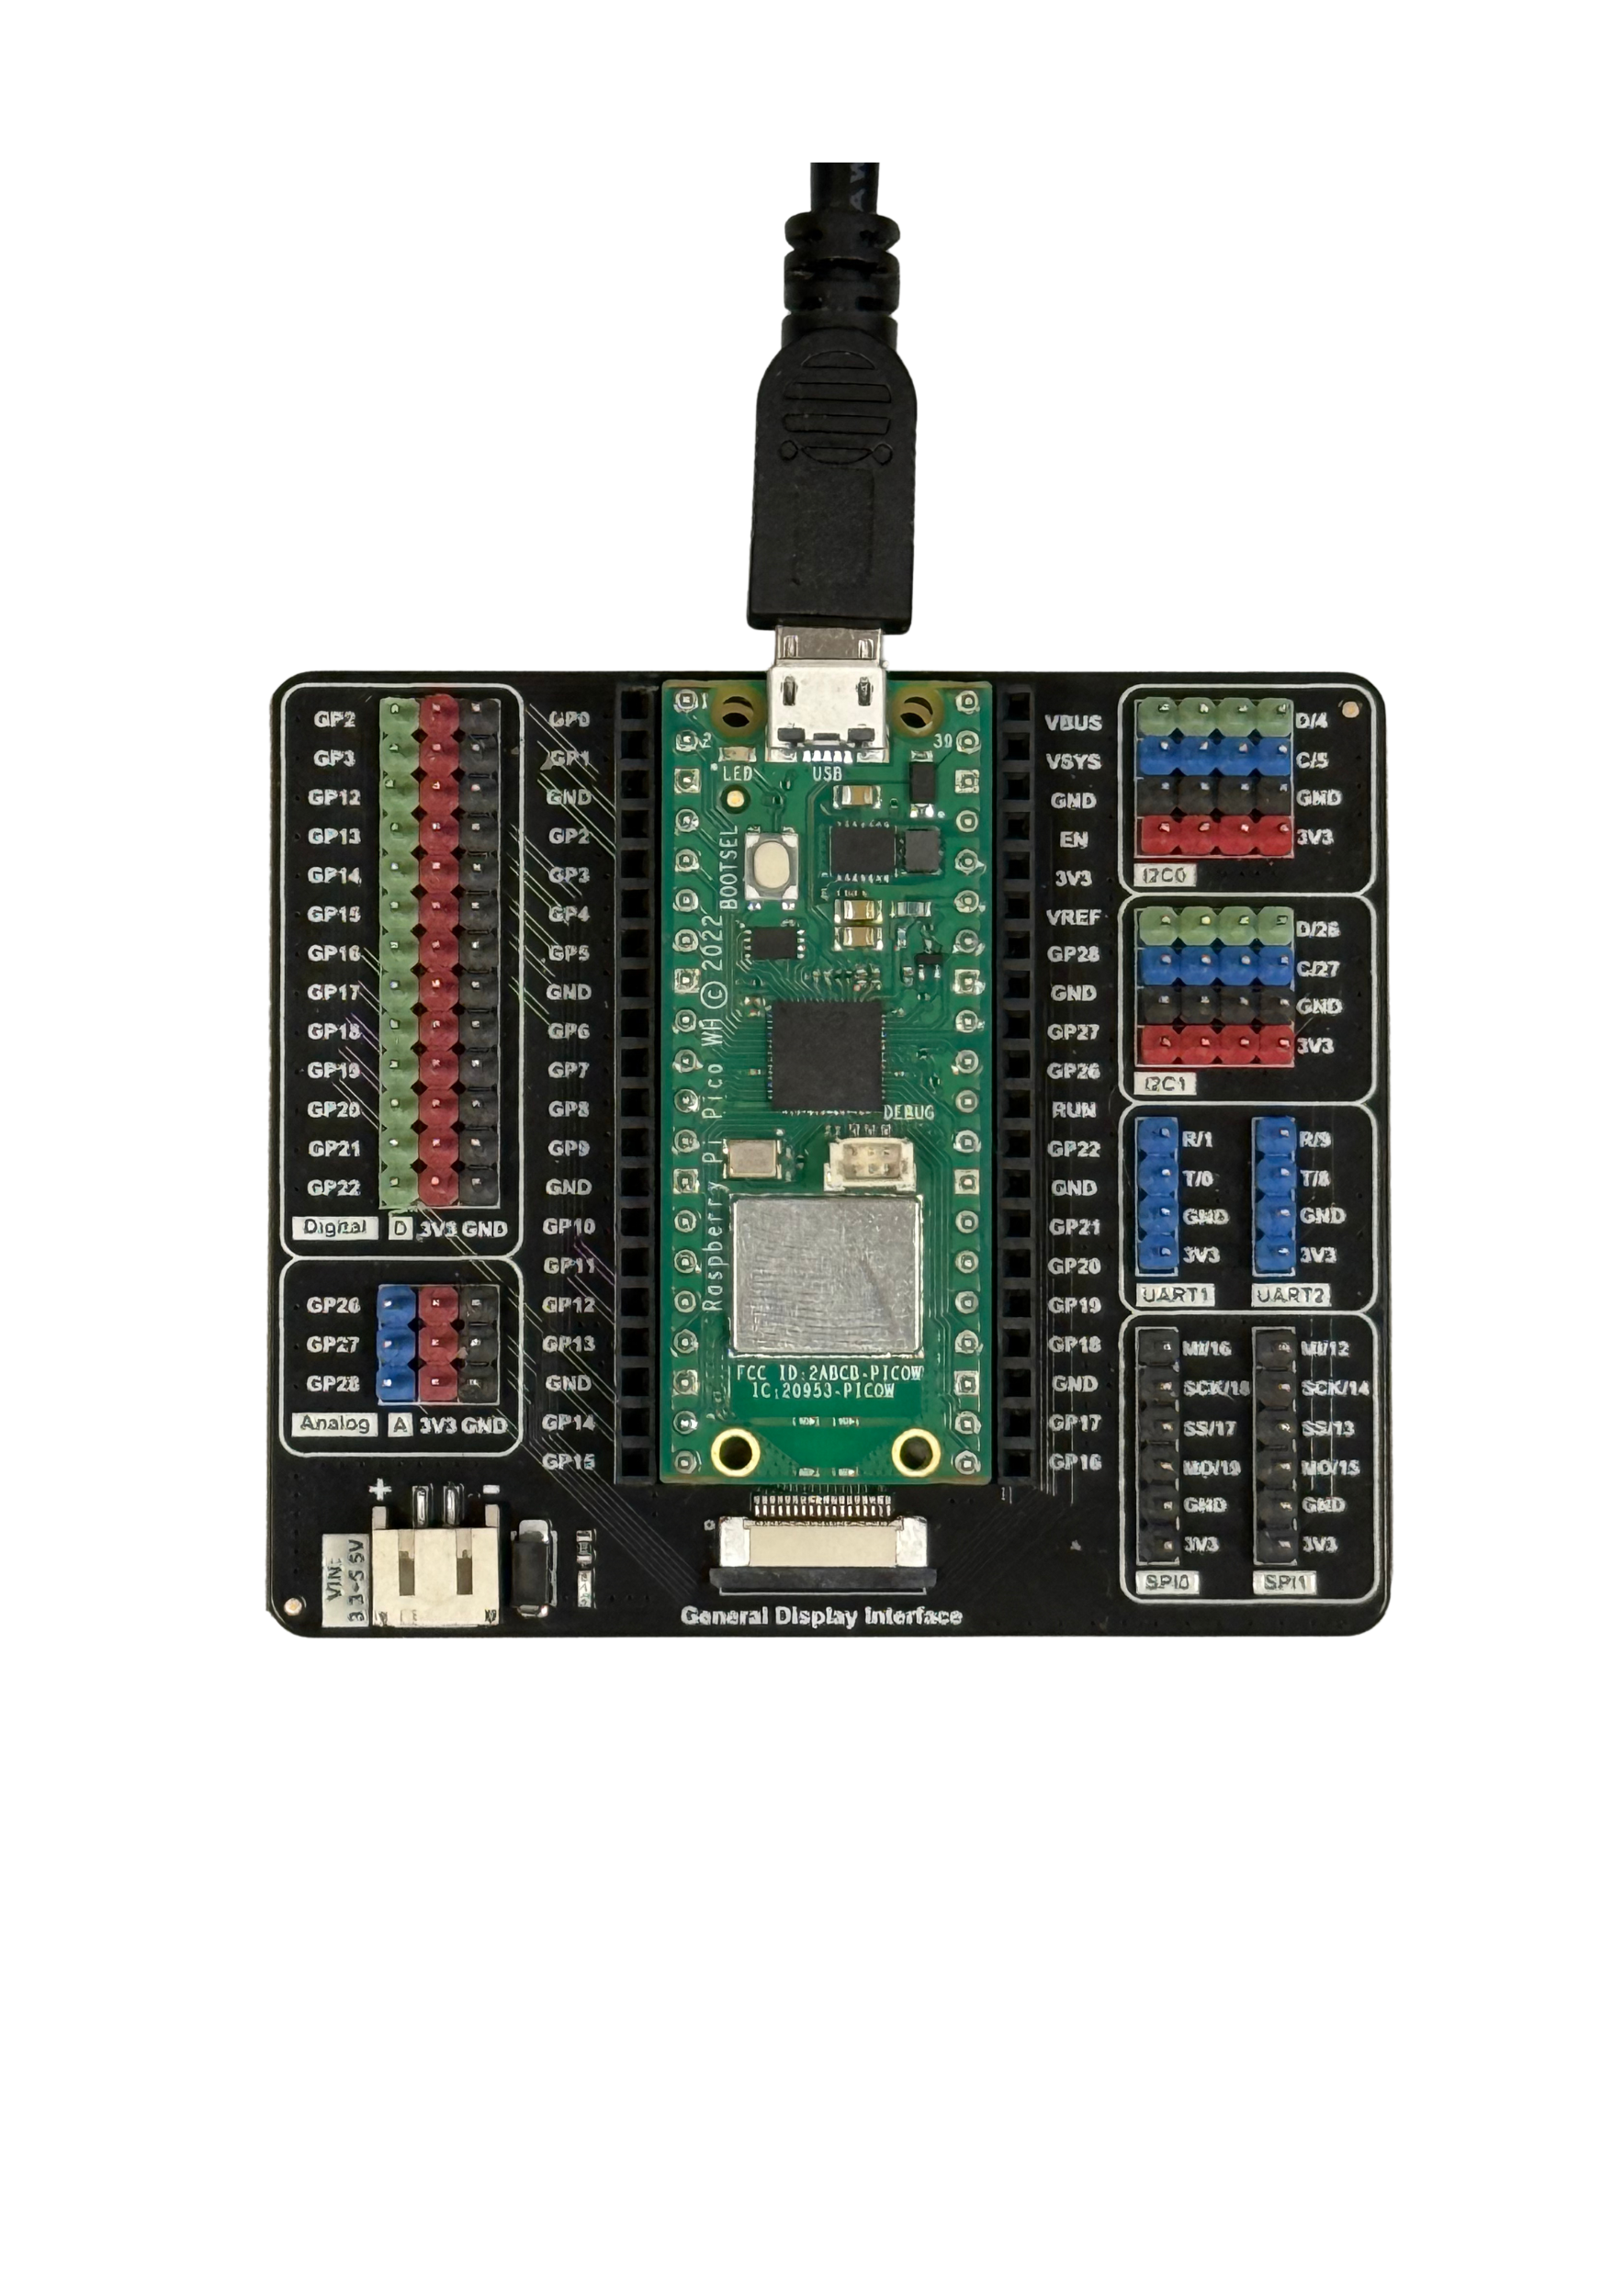 GP2
GP3
GP12
GP13
GP14
GP15
GP16
GP17
GP18
GP19
GP20
GP21
GP22
Digital D 3V3 GND
GP26
GP27
GP28
Analog A 3V3 GND
+ -
VIN:
3.3~5.5V
GP0
GP1
GND
GP2
GP3
GP4
GP5
GND
GP6
GP7
GP8
GP9
GND
GP10
GP11
GP12
GP13
GND
GP14
GP15
1
2
39
LED
USB
BOOTSEL
Raspberry Pi Pico WH © 2022
DEBUG
FCC ID:2ABCB-PICOW
IC:20953-PICOW
General Display Interface
VBUS
VSYS
GND
EN
3V3
VREF
GP28
GND
GP27
GP26
RUN
GP22
GND
GP21
GP20
GP19
GP18
GND
GP17
GP16
D/4
C/5
GND
3V3
I2C0
D/26
C/27
GND
3V3
I2C1
R/1
T/0
GND
3V3
UART1
R/9
T/8
GND
3V3
UART2
MI/16
SCK/18
SS/17
MO/19
GND
3V3
SPI0
MI/12
SCK/14
SS/13
MO/15
GND
3V3
SPI1